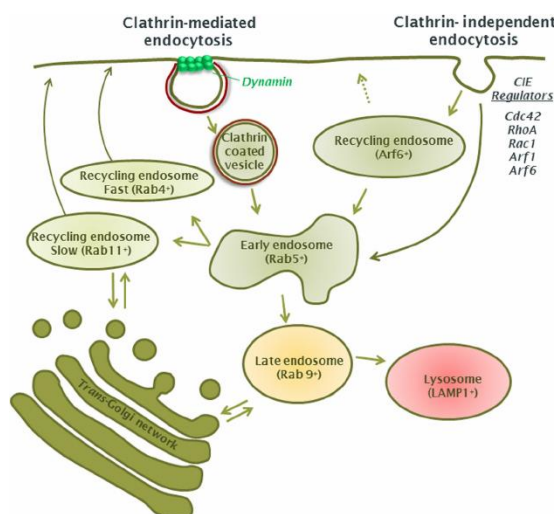 Clathrin-mediated
endocytosis
Clathrin- independent
endocytosis
Dynamin
CIE
Regulators
Cdc42
RhoA
Rac1
Arf1
Arf6
Clathrin
coated
vesicle
Recycling endosome
(Arf6+)
Recycling endosome
Fast (Rab4+)
Recycling endosome
Slow (Rab11+)
Early endosome
(Rab5+)
Late endosome
(Rab 9+)
Lysosome
(LAMP1+)
Trans-Golgi network